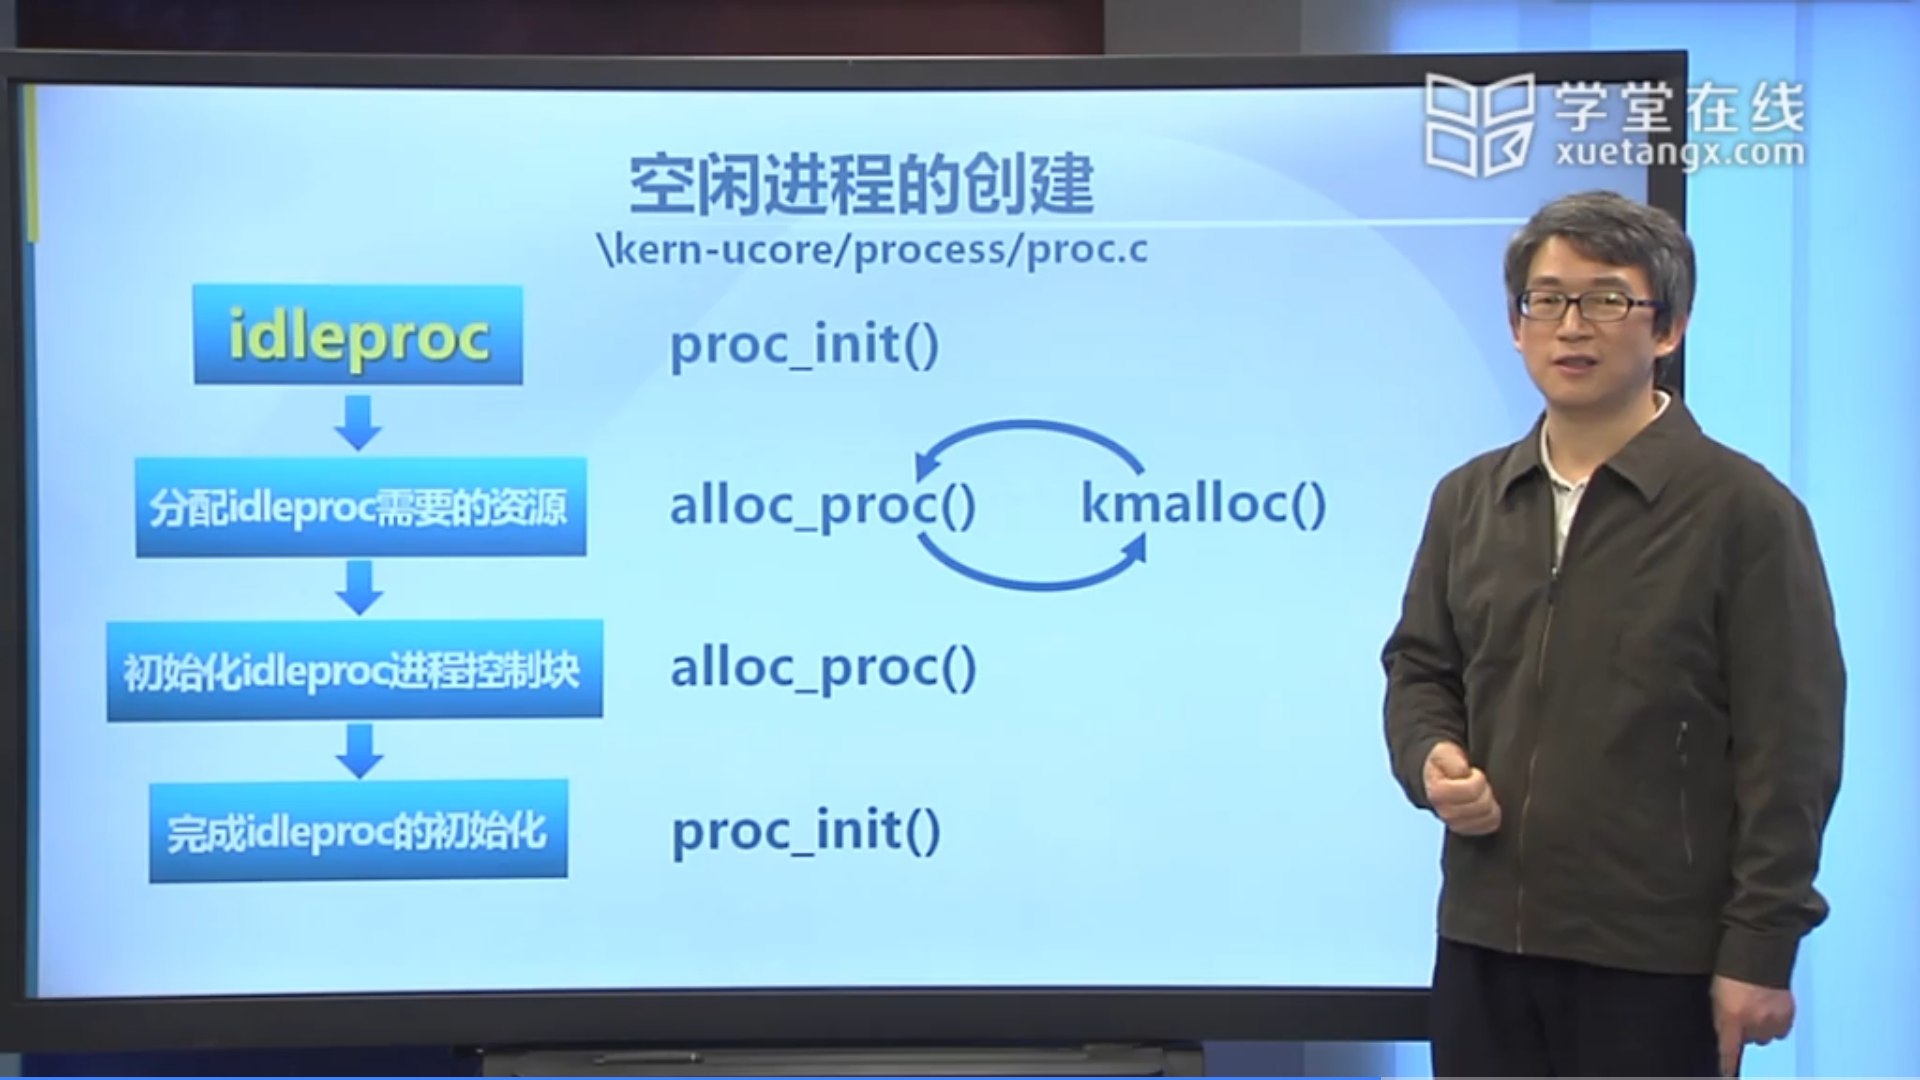 学堂在线
xuetangx.com
空闲进程的创建
\kern-ucore/process/proc.c
idleproc
proc_init()
分配idleproc需要的资源
alloc_proc()
kmalloc()
初始化idleproc进程控制块
alloc_proc()
完成idleproc的初始化
proc_init()